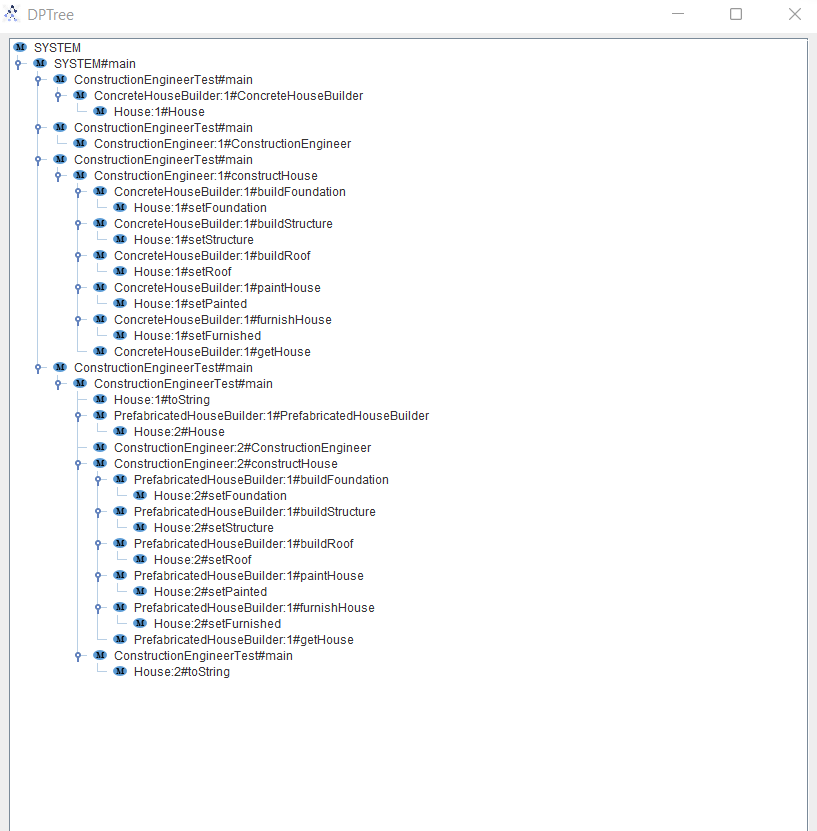 DPTree
SYSTEM
SYSTEM#main
ConstructionEngineerTest#main
ConcreteHouseBuilder:1#ConcreteHouseBuilder
House:1#House
ConstructionEngineerTest#main
ConstructionEngineer:1#ConstructionEngineer
ConstructionEngineerTest#main
ConstructionEngineer:1#constructHouse
ConcreteHouseBuilder:1#buildFoundation
House:1#setFoundation
ConcreteHouseBuilder:1#buildStructure
House:1#setStructure
ConcreteHouseBuilder:1#buildRoof
House:1#setRoof
ConcreteHouseBuilder:1#paintHouse
House:1#setPainted
ConcreteHouseBuilder:1#furnishHouse
House:1#setFurnished
ConcreteHouseBuilder:1#getHouse
ConstructionEngineerTest#main
ConstructionEngineerTest#main
House:1#toString
PrefabricatedHouseBuilder:1#PrefabricatedHouseBuilder
House:2#House
ConstructionEngineer:2#ConstructionEngineer
ConstructionEngineer:2#constructHouse
PrefabricatedHouseBuilder:1#buildFoundation
House:2#setFoundation
PrefabricatedHouseBuilder:1#buildStructure
House:2#setStructure
PrefabricatedHouseBuilder:1#buildRoof
House:2#setRoof
PrefabricatedHouseBuilder:1#paintHouse
House:2#setPainted
PrefabricatedHouseBuilder:1#furnishHouse
House:2#setFurnished
PrefabricatedHouseBuilder:1#getHouse
ConstructionEngineerTest#main
House:2#toString